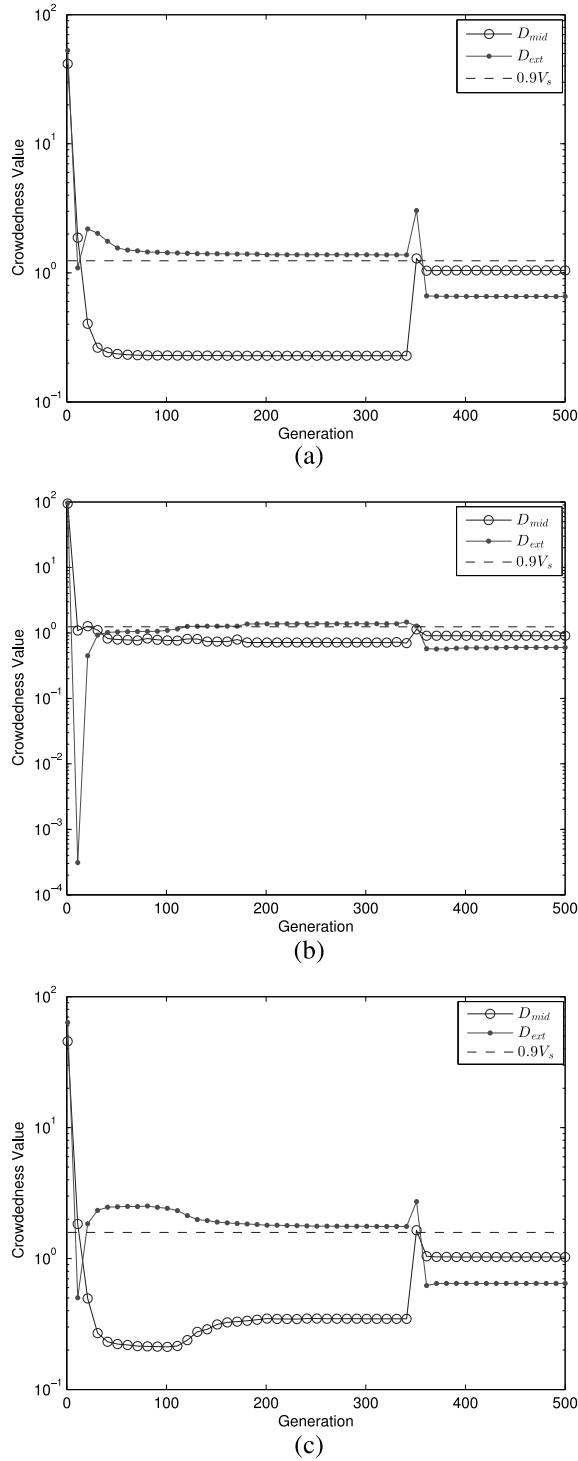 10^2
10^1
10^0
10^-1
Crowdedness Value
D_mid
D_ext
0.9V_s
0 100 200 300 400 500
Generation
(a)
10^2
10^1
10^0
10^-1
10^-2
10^-3
10^-4
Crowdedness Value
D_mid
D_ext
0.9V_s
0 100 200 300 400 500
Generation
(b)
10^2
10^1
10^0
10^-1
Crowdedness Value
D_mid
D_ext
0.9V_s
0 100 200 300 400 500
Generation
(c)